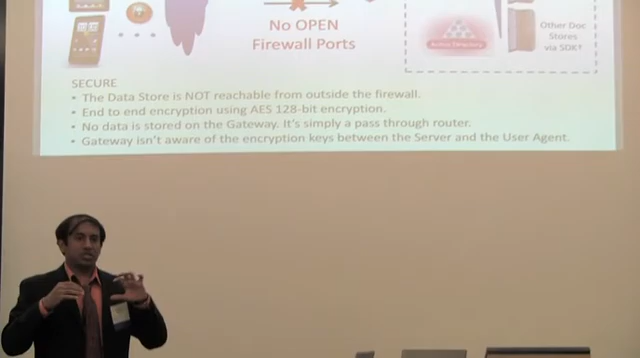 No OPEN
Firewall Ports
Active Directory
Other Doc
Stores
via SDK†
SECURE
• The Data Store is NOT reachable from outside the firewall.
• End to end encryption using AES 128-bit encryption.
• No data is stored on the Gateway. It's simply a pass through router.
• Gateway isn't aware of the encryption keys between the Server and the User Agent.